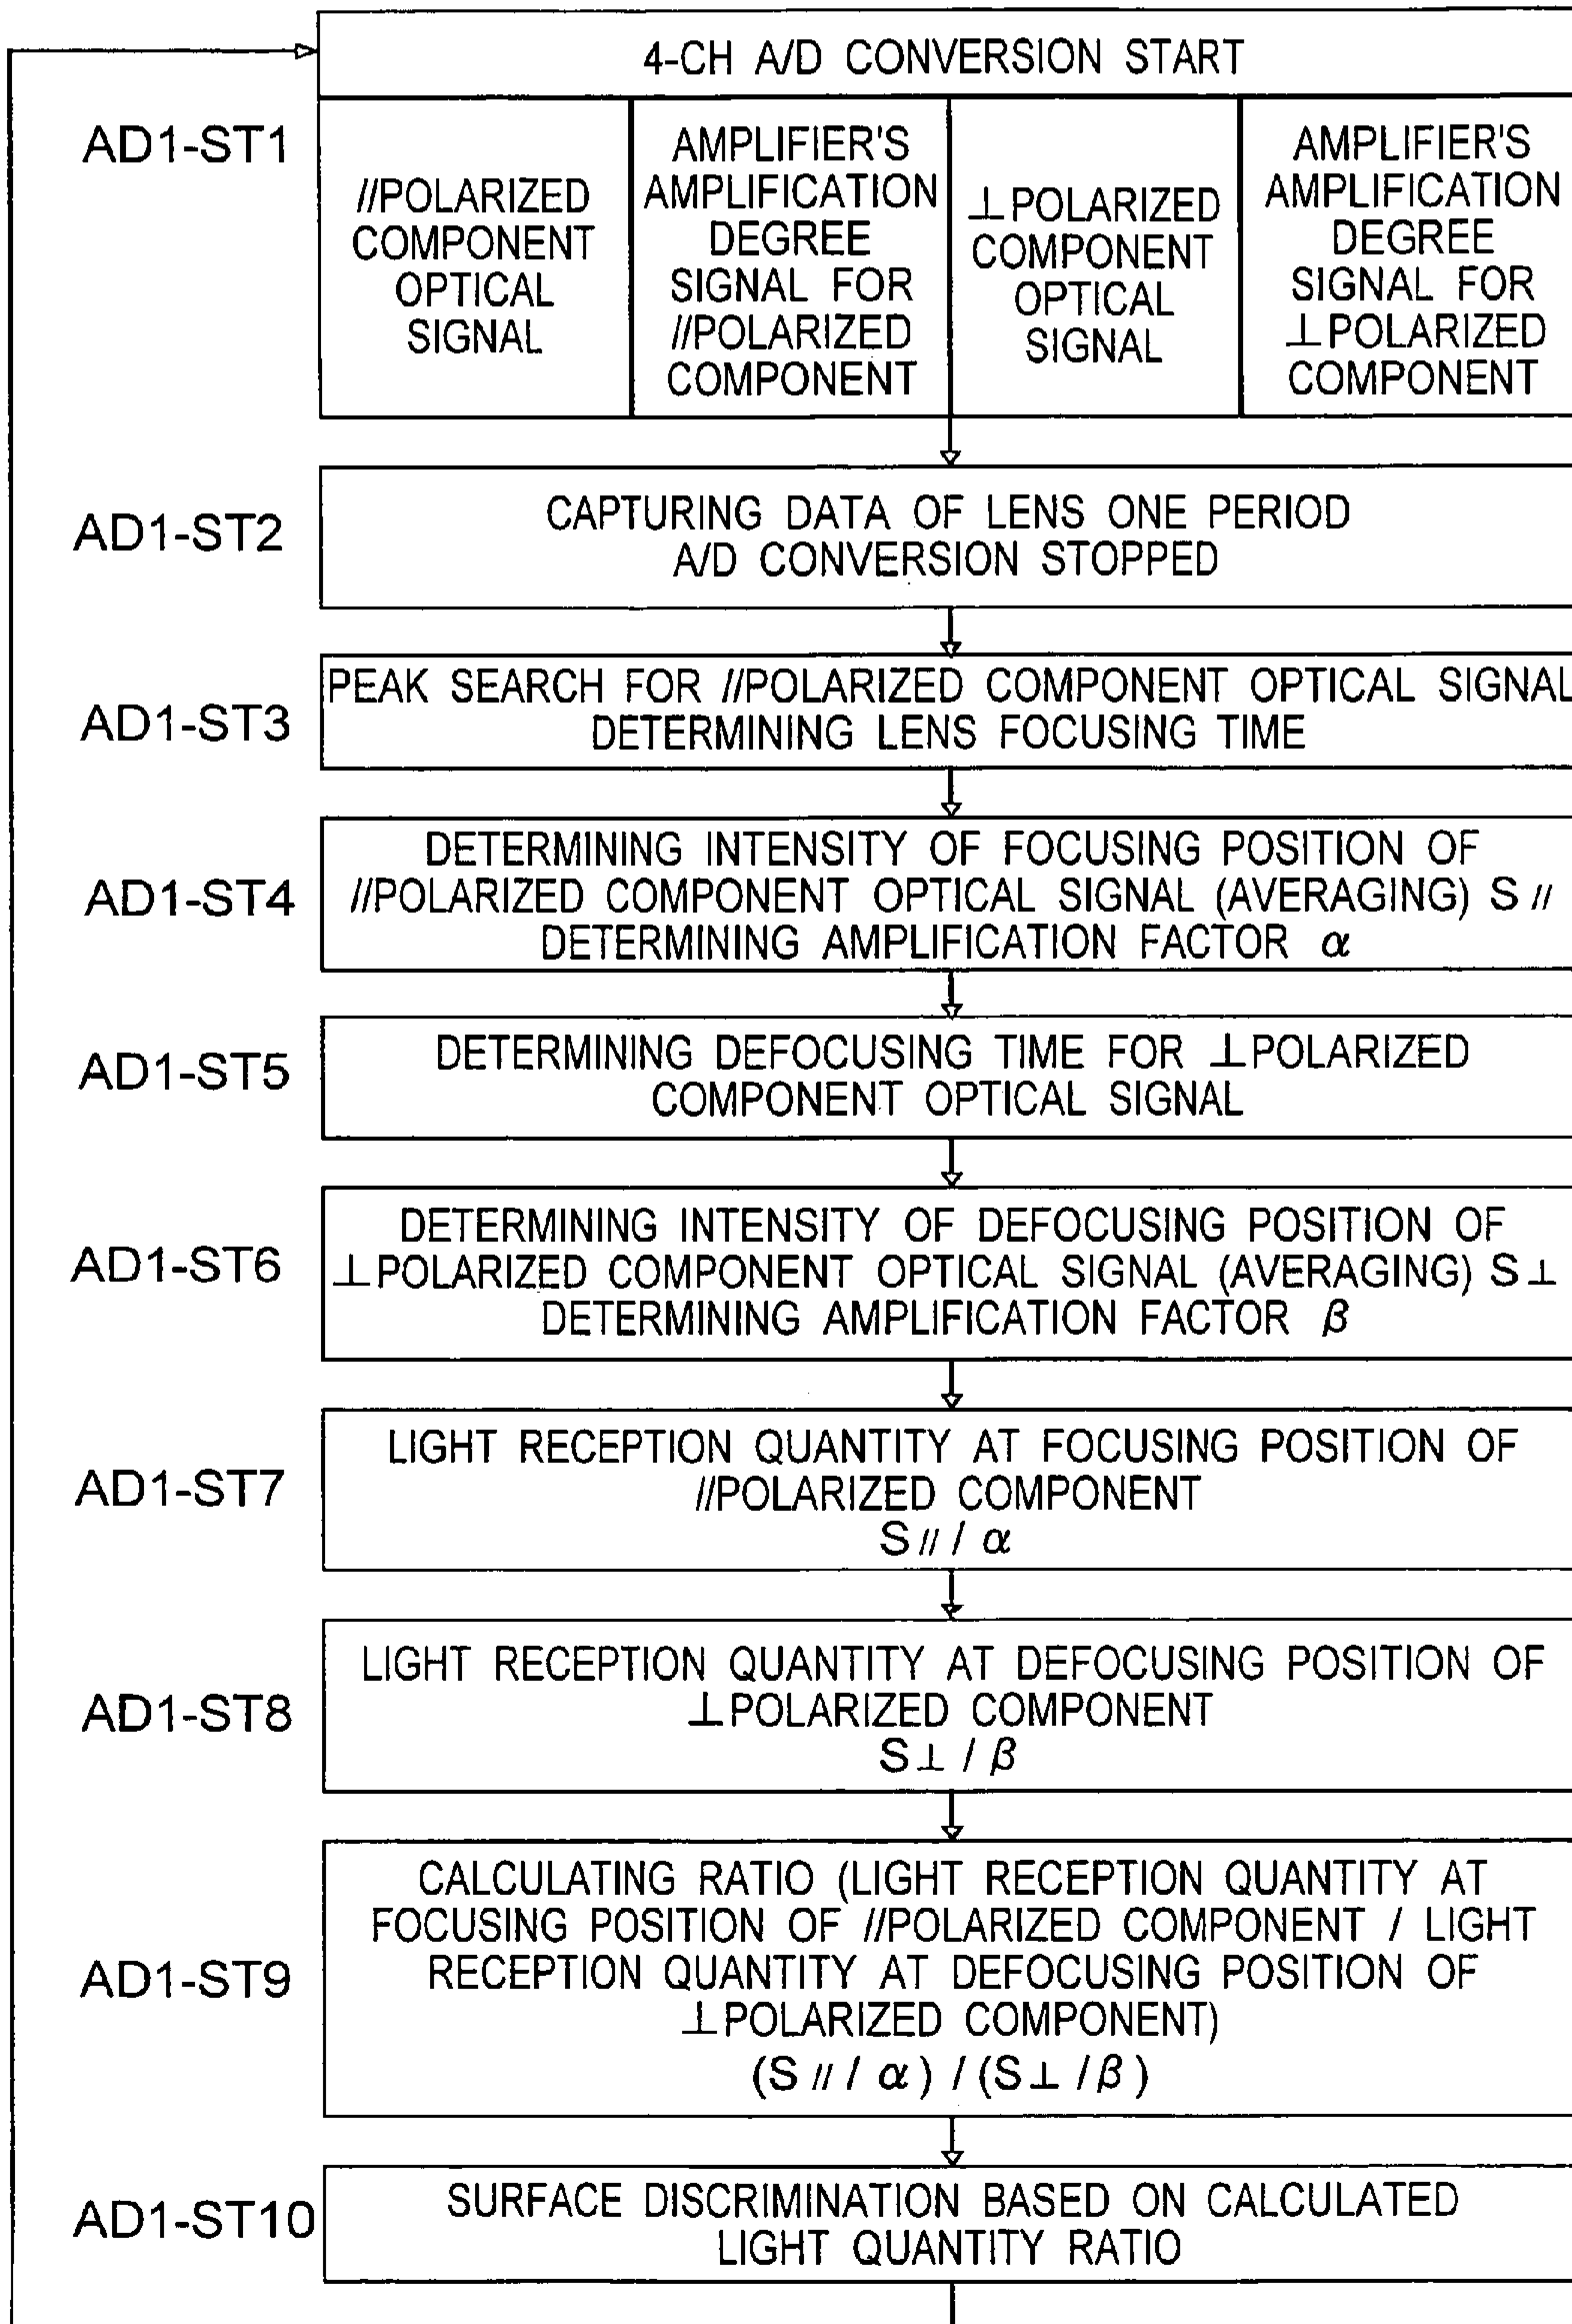 4-CH A/D CONVERSION START
AD1-ST1
//POLARIZED
COMPONENT
OPTICAL
SIGNAL
AMPLIFIER'S
AMPLIFICATION
DEGREE
SIGNAL FOR
//POLARIZED
COMPONENT
⊥POLARIZED
COMPONENT
OPTICAL
SIGNAL
AMPLIFIER'S
AMPLIFICATION
DEGREE
SIGNAL FOR
⊥POLARIZED
COMPONENT
AD1-ST2
CAPTURING DATA OF LENS ONE PERIOD
A/D CONVERSION STOPPED
AD1-ST3
PEAK SEARCH FOR //POLARIZED COMPONENT OPTICAL SIGNAL
DETERMINING LENS FOCUSING TIME
AD1-ST4
DETERMINING INTENSITY OF FOCUSING POSITION OF
//POLARIZED COMPONENT OPTICAL SIGNAL (AVERAGING) S//
DETERMINING AMPLIFICATION FACTOR α
AD1-ST5
DETERMINING DEFOCUSING TIME FOR ⊥POLARIZED
COMPONENT OPTICAL SIGNAL
AD1-ST6
DETERMINING INTENSITY OF DEFOCUSING POSITION OF
⊥POLARIZED COMPONENT OPTICAL SIGNAL (AVERAGING) S⊥
DETERMINING AMPLIFICATION FACTOR β
AD1-ST7
LIGHT RECEPTION QUANTITY AT FOCUSING POSITION OF
//POLARIZED COMPONENT
S// / α
AD1-ST8
LIGHT RECEPTION QUANTITY AT DEFOCUSING POSITION OF
⊥POLARIZED COMPONENT
S⊥ / β
AD1-ST9
CALCULATING RATIO (LIGHT RECEPTION QUANTITY AT
FOCUSING POSITION OF //POLARIZED COMPONENT / LIGHT
RECEPTION QUANTITY AT DEFOCUSING POSITION OF
⊥POLARIZED COMPONENT)
(S// / α) / (S⊥ / β)
AD1-ST10
SURFACE DISCRIMINATION BASED ON CALCULATED
LIGHT QUANTITY RATIO